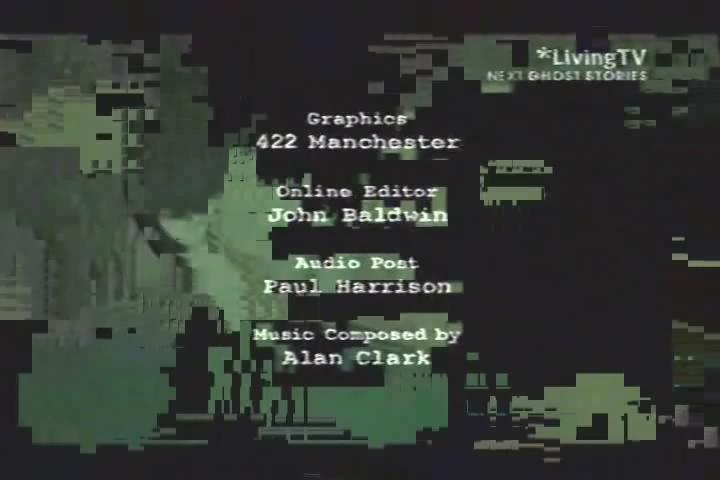 *LivingTV
NEXT GHOST STORIES
Graphics
422 Manchester
Online Editor
John Baldwin
Audio Post
Paul Harrison
Music Composed by
Alan Clark